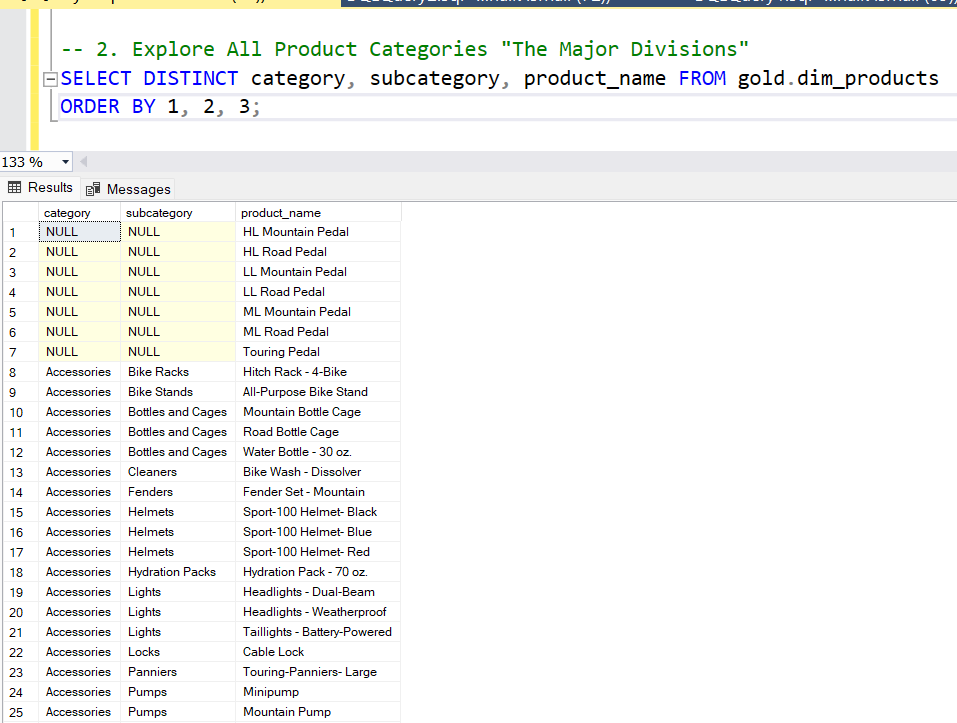 -- 2. Explore All Product Categories "The Major Divisions"
SELECT DISTINCT category, subcategory, product_name FROM gold.dim_products
ORDER BY 1, 2, 3;
133 %
Results Messages
category subcategory product_name
1 NULL NULL HL Mountain Pedal
2 NULL NULL HL Road Pedal
3 NULL NULL LL Mountain Pedal
4 NULL NULL LL Road Pedal
5 NULL NULL ML Mountain Pedal
6 NULL NULL ML Road Pedal
7 NULL NULL Touring Pedal
8 Accessories Bike Racks Hitch Rack - 4-Bike
9 Accessories Bike Stands All-Purpose Bike Stand
10 Accessories Bottles and Cages Mountain Bottle Cage
11 Accessories Bottles and Cages Road Bottle Cage
12 Accessories Bottles and Cages Water Bottle - 30 oz.
13 Accessories Cleaners Bike Wash - Dissolver
14 Accessories Fenders Fender Set - Mountain
15 Accessories Helmets Sport-100 Helmet- Black
16 Accessories Helmets Sport-100 Helmet- Blue
17 Accessories Helmets Sport-100 Helmet- Red
18 Accessories Hydration Packs Hydration Pack - 70 oz.
19 Accessories Lights Headlights - Dual-Beam
20 Accessories Lights Headlights - Weatherproof
21 Accessories Lights Taillights - Battery-Powered
22 Accessories Locks Cable Lock
23 Accessories Panniers Touring-Panniers- Large
24 Accessories Pumps Minipump
25 Accessories Pumps Mountain Pump